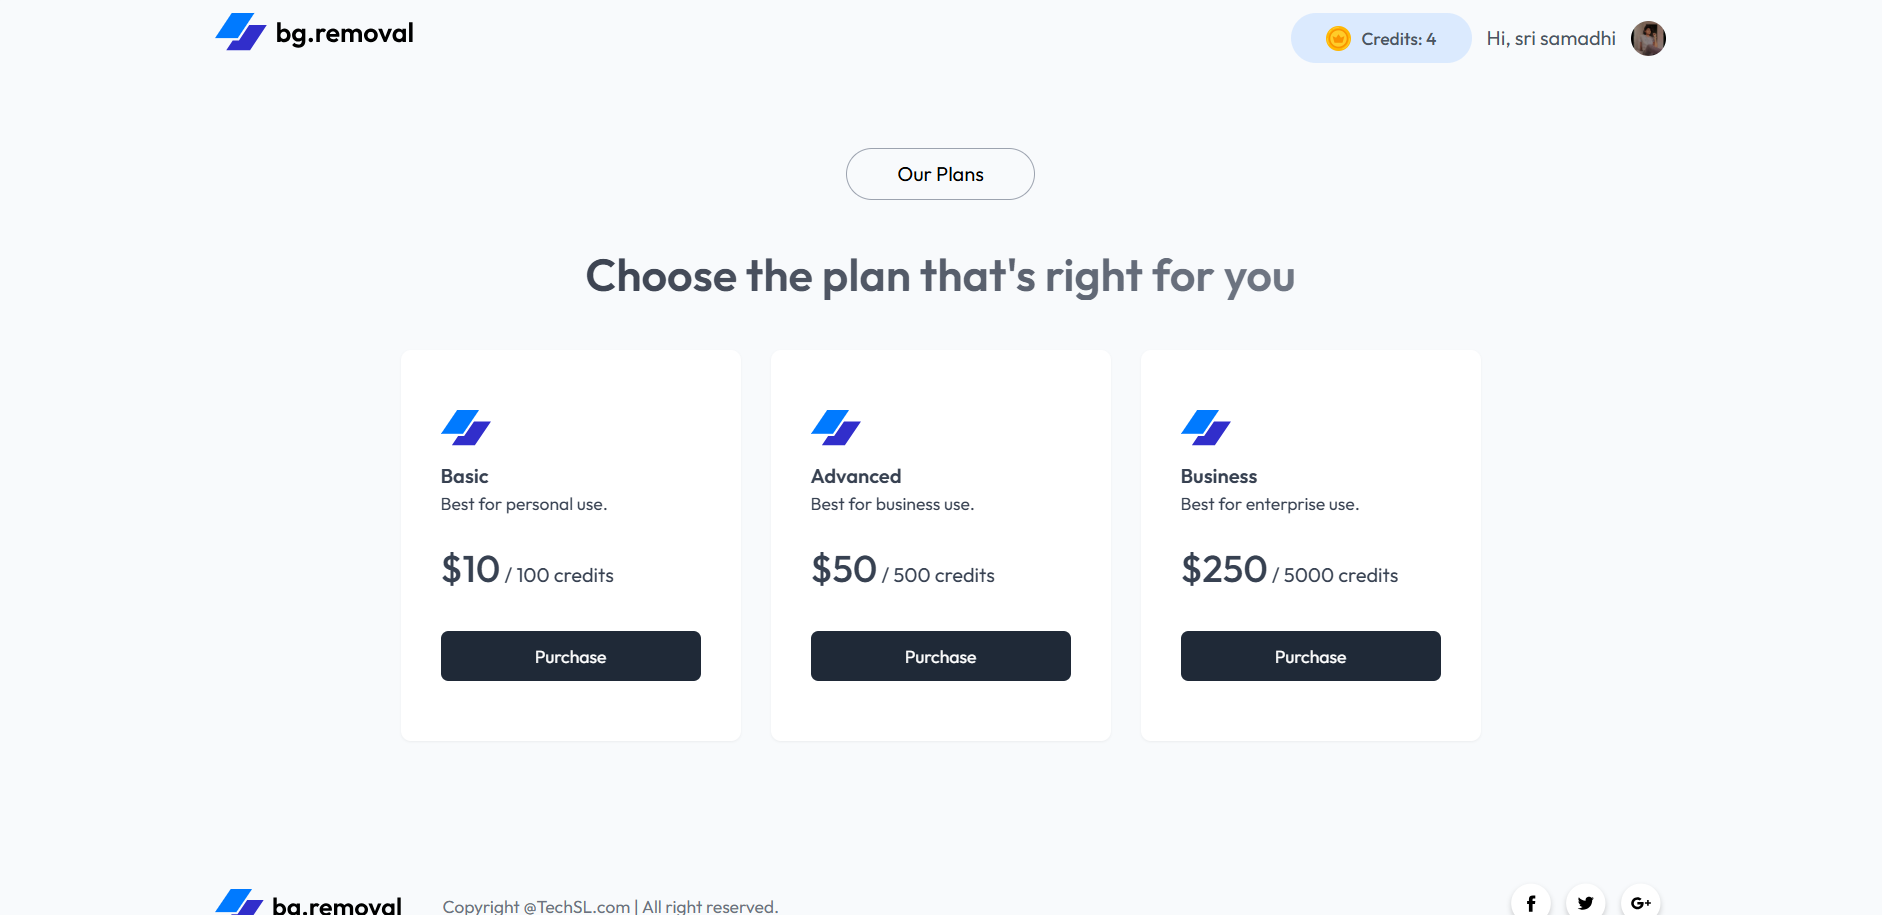 bg.removal
Credits: 4
Hi, sri samadhi
Our Plans
Choose the plan that's right for you
Basic
Best for personal use.
$10 / 100 credits
Purchase
Advanced
Best for business use.
$50 / 500 credits
Purchase
Business
Best for enterprise use.
$250 / 5000 credits
Purchase
bg.removal
Copyright @TechSL.com | All right reserved.
f
G+